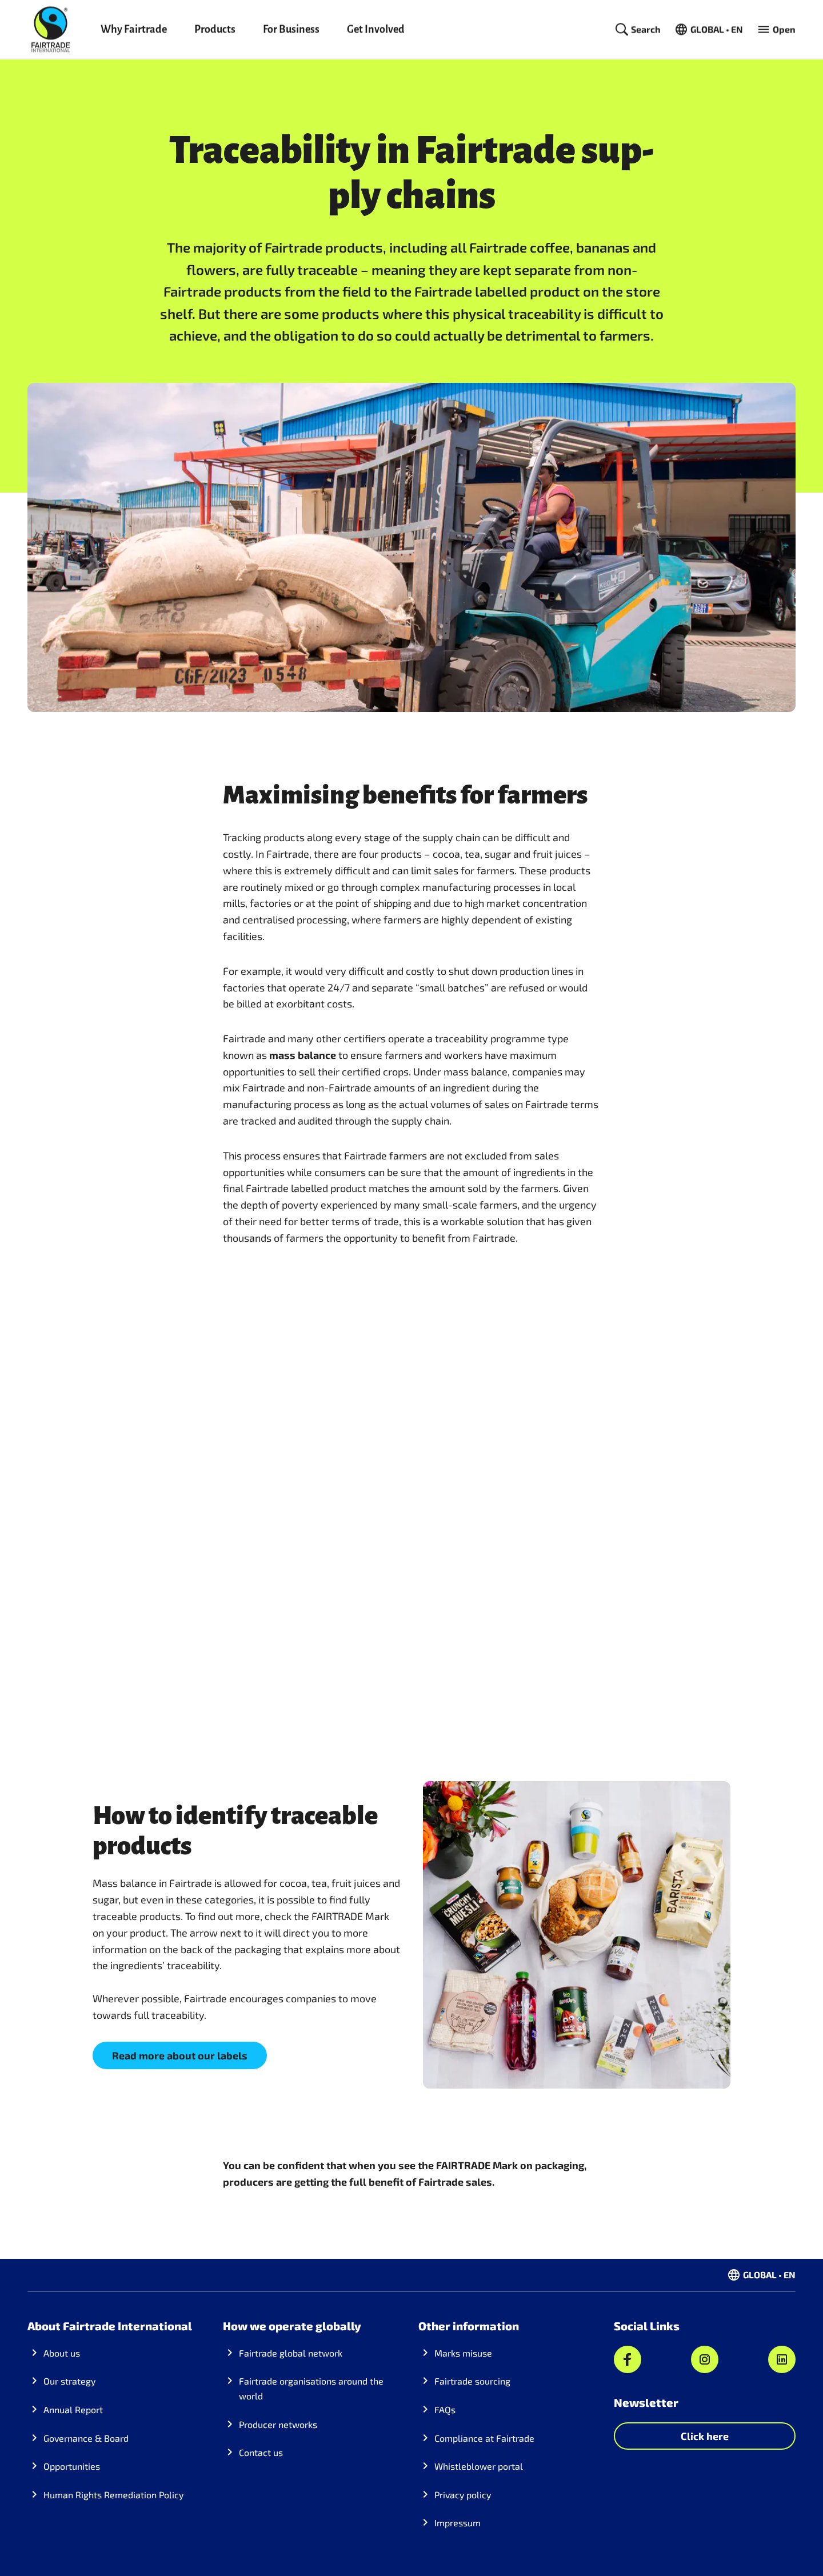 FAIRTRADE
INTERNATIONAL
Why Fairtrade
Products
For Business
Get Involved
Search
GLOBAL • EN
Open
Traceability in Fairtrade sup-
ply chains
The majority of Fairtrade products, including all Fairtrade coffee, bananas and
flowers, are fully traceable – meaning they are kept separate from non-
Fairtrade products from the field to the Fairtrade labelled product on the store
shelf. But there are some products where this physical traceability is difficult to
achieve, and the obligation to do so could actually be detrimental to farmers.
CGF/2023 0548
Maximising benefits for farmers
Tracking products along every stage of the supply chain can be difficult and
costly. In Fairtrade, there are four products – cocoa, tea, sugar and fruit juices –
where this is extremely difficult and can limit sales for farmers. These products
are routinely mixed or go through complex manufacturing processes in local
mills, factories or at the point of shipping and due to high market concentration
and centralised processing, where farmers are highly dependent of existing
facilities.
For example, it would very difficult and costly to shut down production lines in
factories that operate 24/7 and separate “small batches” are refused or would
be billed at exorbitant costs.
Fairtrade and many other certifiers operate a traceability programme type
known as mass balance to ensure farmers and workers have maximum
opportunities to sell their certified crops. Under mass balance, companies may
mix Fairtrade and non-Fairtrade amounts of an ingredient during the
manufacturing process as long as the actual volumes of sales on Fairtrade terms
are tracked and audited through the supply chain.
This process ensures that Fairtrade farmers are not excluded from sales
opportunities while consumers can be sure that the amount of ingredients in the
final Fairtrade labelled product matches the amount sold by the farmers. Given
the depth of poverty experienced by many small-scale farmers, and the urgency
of their need for better terms of trade, this is a workable solution that has given
thousands of farmers the opportunity to benefit from Fairtrade.
How to identify traceable
products
Mass balance in Fairtrade is allowed for cocoa, tea, fruit juices and
sugar, but even in these categories, it is possible to find fully
traceable products. To find out more, check the FAIRTRADE Mark
on your product. The arrow next to it will direct you to more
information on the back of the packaging that explains more about
the ingredients’ traceability.
Wherever possible, Fairtrade encourages companies to move
towards full traceability.
Read more about our labels
CRUNCHY
MUESLI
BARISTA
You can be confident that when you see the FAIRTRADE Mark on packaging,
producers are getting the full benefit of Fairtrade sales.
GLOBAL • EN
About Fairtrade International
About us
Our strategy
Annual Report
Governance & Board
Opportunities
Human Rights Remediation Policy
How we operate globally
Fairtrade global network
Fairtrade organisations around the
world
Producer networks
Contact us
Other information
Marks misuse
Fairtrade sourcing
FAQs
Compliance at Fairtrade
Whistleblower portal
Privacy policy
Impressum
Social Links
Newsletter
Click here